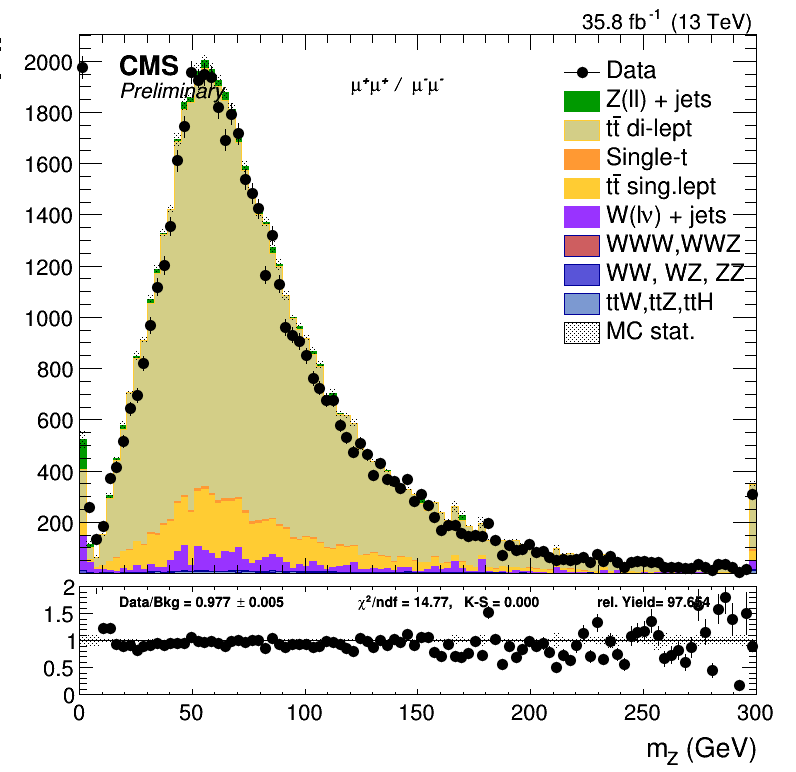 35.8 fb⁻¹ (13 TeV)
CMS
Preliminary
μ⁺μ⁺ / μ⁻μ⁻
Data
Z(ll) + jets
tt̄ di-lept
Single-t
tt̄ sing.lept
W(lν) + jets
WWW,WWZ
WW, WZ, ZZ
ttW,ttZ,ttH
MC stat.
2000
1800
1600
1400
1200
1000
800
600
400
200
Data/Bkg = 0.977 ± 0.005
χ²/ndf = 14.77, K-S = 0.000
rel. Yield= 97.654
2
1.5
1
0.5
0
0 50 100 150 200 250 300
m_Z (GeV)